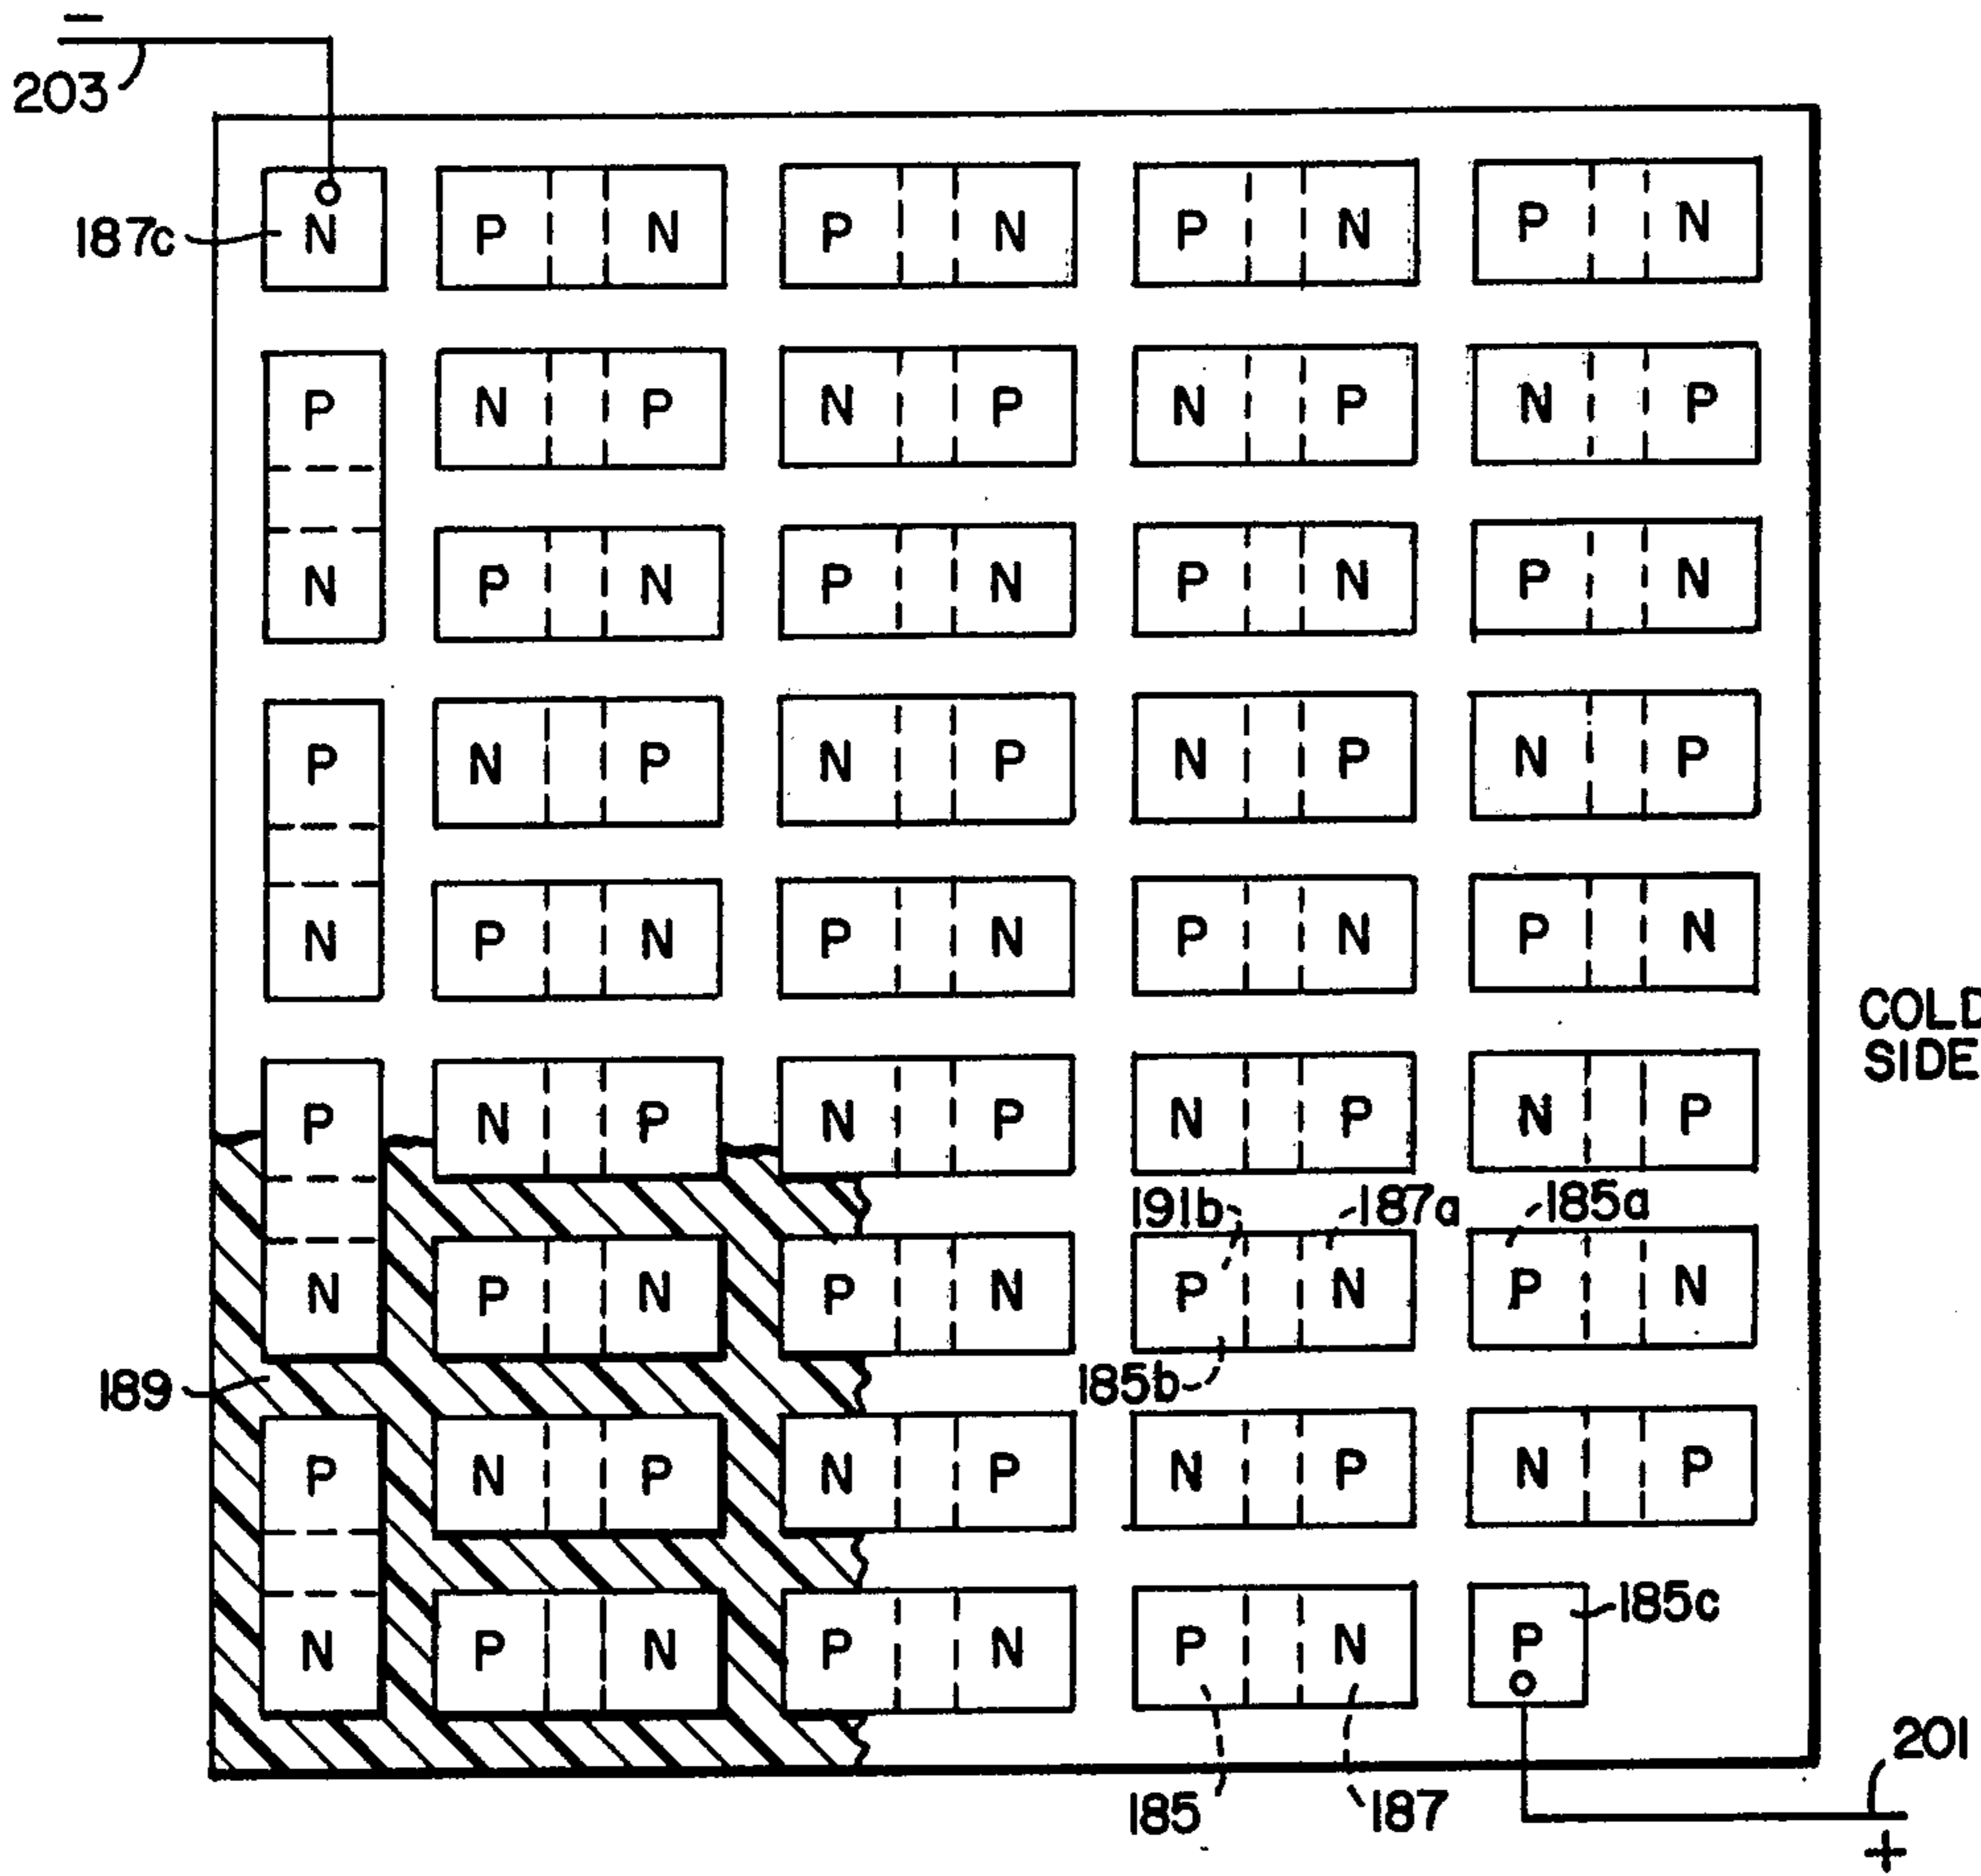 −
203
187c
N P N P N P N P N
P N P N P N P N P
N P N P N P N P N
P N P N P N P N P
N P N P N P N P N
COLD
SIDE
P N P N P N P N P
191b 187a 185a
N P N P N P N P N
189 185b
P N P N P N P N P
185c
N P N P N P N P
201
185 187
+